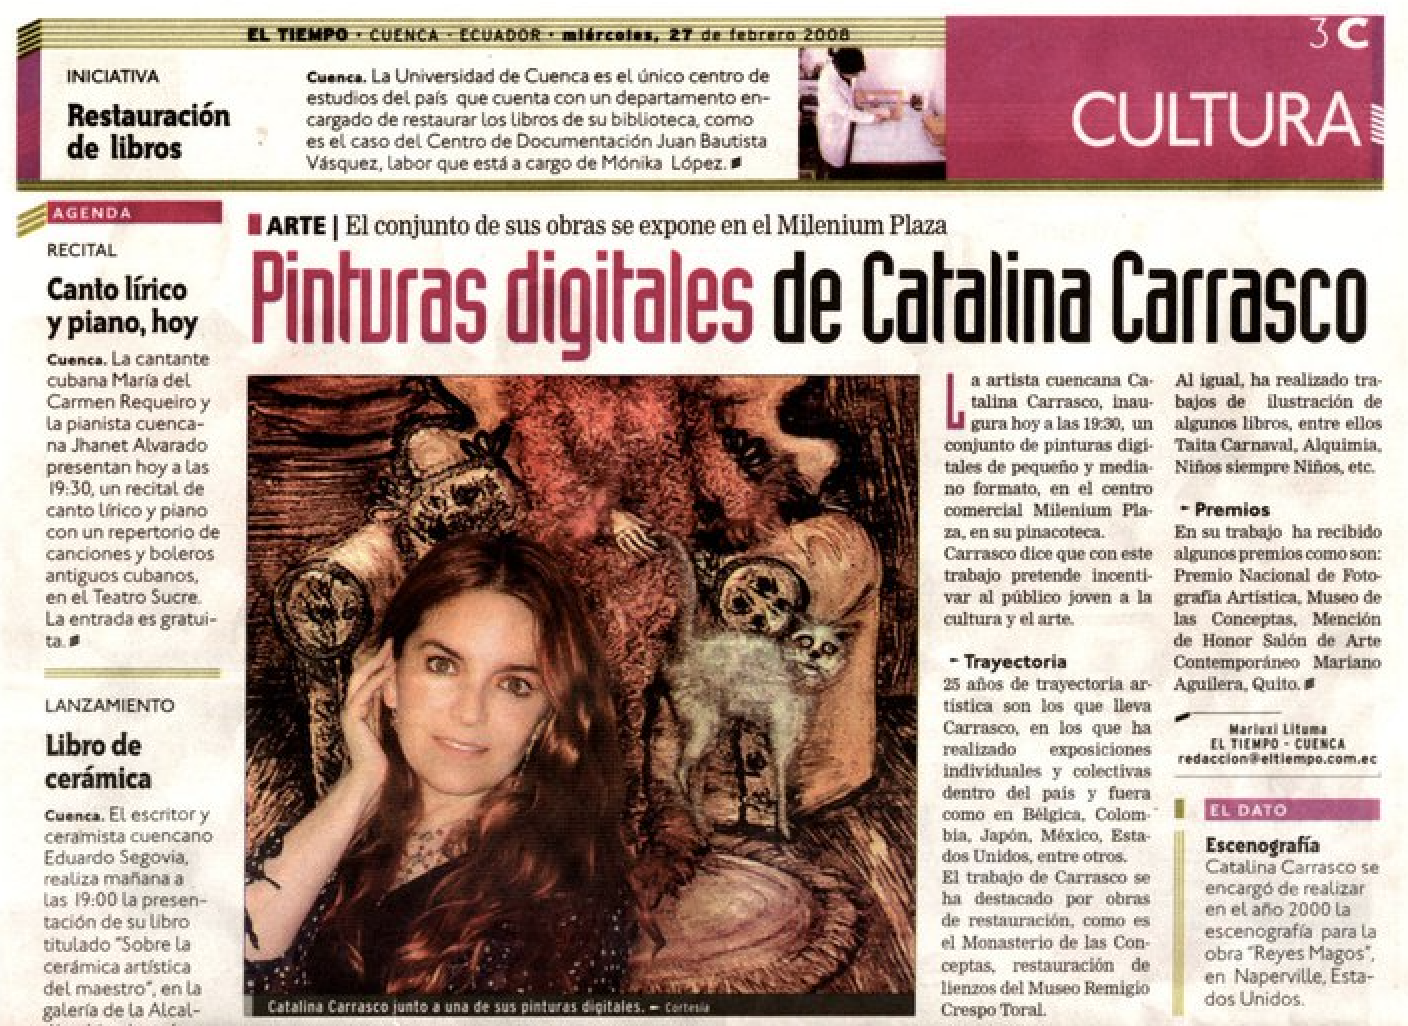 EL TIEMPO · CUENCA - ECUADOR · miércoles, 27 de febrero 2008
3 C
CULTURA
INICIATIVA
Restauración
de libros
Cuenca. La Universidad de Cuenca es el único centro de
estudios del país que cuenta con un departamento en-
cargado de restaurar los libros de su biblioteca, como
es el caso del Centro de Documentación Juan Bautista
Vásquez, labor que está a cargo de Mónika López.
AGENDA
RECITAL
Canto lírico
y piano, hoy
Cuenca. La cantante
cubana María del
Carmen Requeiro y
la pianista cuenca-
na Jhanet Alvarado
presentan hoy a las
19:30, un recital de
canto lírico y piano
con un repertorio de
canciones y boleros
antiguos cubanos,
en el Teatro Sucre.
La entrada es gratui-
ta.
LANZAMIENTO
Libro de
cerámica
Cuenca. El escritor y
ceramista cuencano
Eduardo Segovia,
realiza mañana a
las 19:00 la presen-
tación de su libro
titulado "Sobre la
cerámica artística
del maestro", en la
galería de la Alcal-
ARTE | El conjunto de sus obras se expone en el Milenium Plaza
Pinturas digitales de Catalina Carrasco
Catalina Carrasco junto a una de sus pinturas digitales. – Cortesía
La artista cuencana Ca-
talina Carrasco, inau-
gura hoy a las 19:30, un
conjunto de pinturas digi-
tales de pequeño y media-
no formato, en el centro
comercial Milenium Pla-
za, en su pinacoteca.
Carrasco dice que con este
trabajo pretende incenti-
var al público joven a la
cultura y el arte.
- Trayectoria
25 años de trayectoria ar-
tística son los que lleva
Carrasco, en los que ha
realizado exposiciones
individuales y colectivas
dentro del país y fuera
como en Bélgica, Colom-
bia, Japón, México, Esta-
dos Unidos, entre otros.
El trabajo de Carrasco se
ha destacado por obras
de restauración, como es
el Monasterio de las Con-
ceptas, restauración de
lienzos del Museo Remigio
Crespo Toral.
Al igual, ha realizado tra-
bajos de ilustración de
algunos libros, entre ellos
Taita Carnaval, Alquimia,
Niños siempre Niños, etc.
- Premios
En su trabajo ha recibido
algunos premios como son:
Premio Nacional de Foto-
grafía Artistica, Museo de
las Conceptas, Mención
de Honor Salón de Arte
Contemporáneo Mariano
Aguilera, Quito.
Mariuxi Lituma
EL TIEMPO - CUENCA
redaccion@eltiempo.com.ec
EL DATO
Escenografía
Catalina Carrasco se
encargó de realizar
en el año 2000 la
escenografía para la
obra "Reyes Magos",
en Naperville, Esta-
dos Unidos.